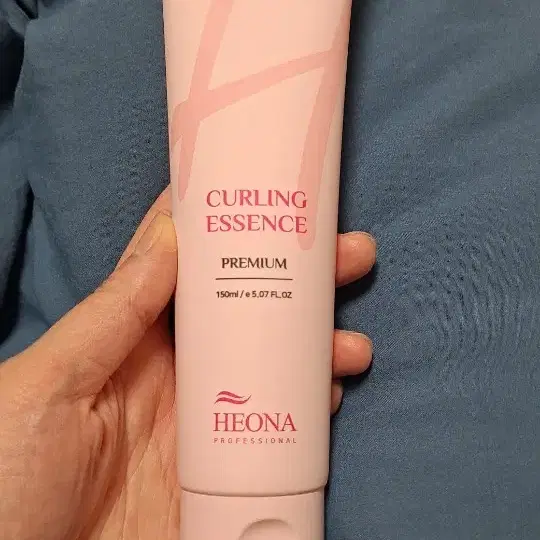 H
CURLING
ESSENCE
PREMIUM
150ml / e 5.07 FL.OZ
HEONA
PROFESSIONAL